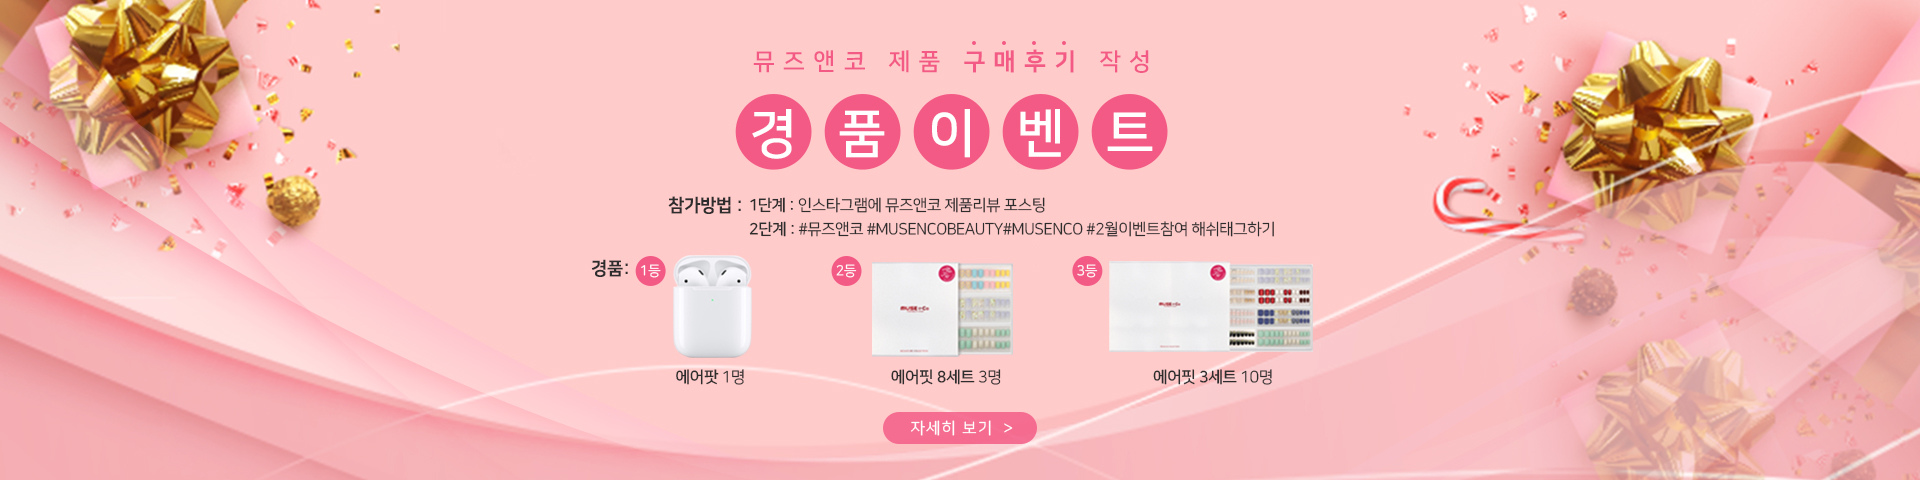 뮤즈앤코 제품 구매후기 작성
경품이벤트
참가방법 : 1단계 : 인스타그램에 뮤즈앤코 제품리뷰 포스팅
2단계 : #뮤즈앤코 #MUSENCOBEAUTY#MUSENCO #2월이벤트참여 해쉬태그하기
경품: 1등 2등 3등
에어팟 1명 에어핏 8세트 3명 에어핏 3세트 10명
자세히 보기 >